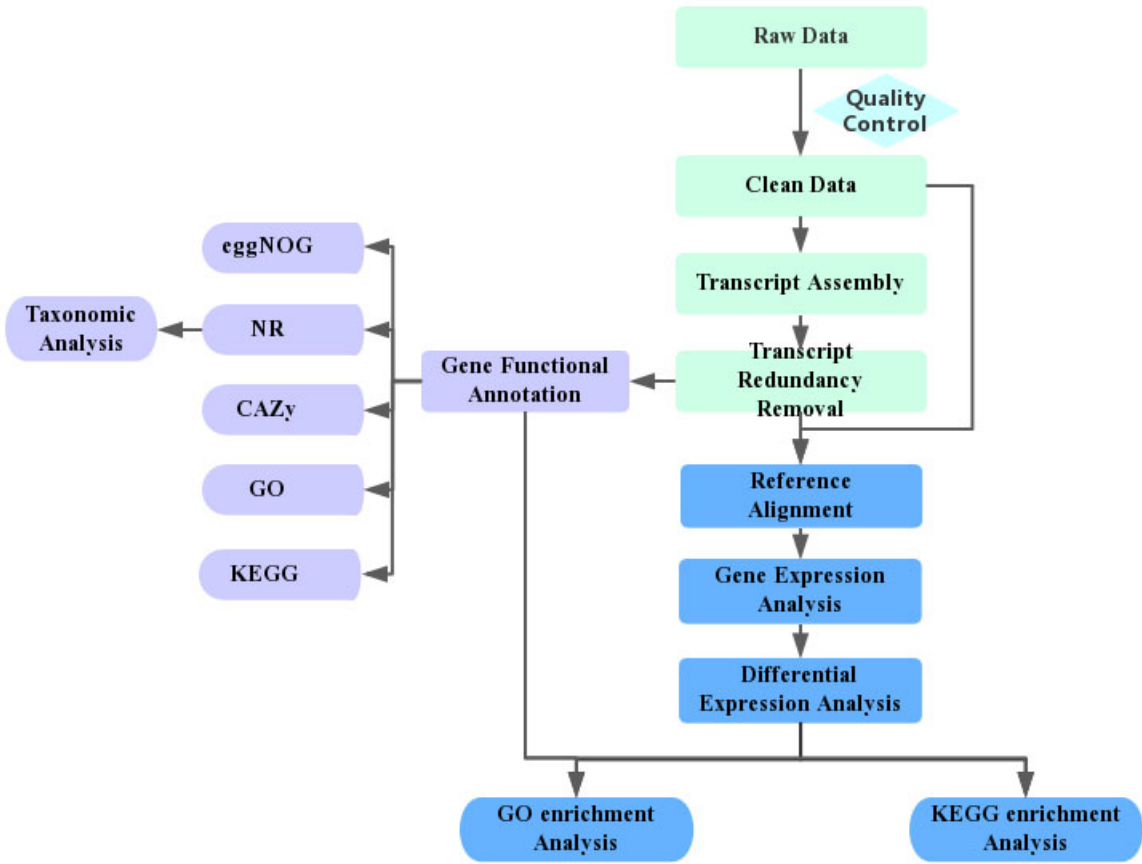 Raw Data
Quality
Control
Clean Data
eggNOG
Transcript Assembly
Taxonomic
Analysis
NR
Gene Functional
Annotation
Transcript
Redundancy
Removal
CAZy
GO
Reference
Alignment
KEGG
Gene Expression
Analysis
Differential
Expression Analysis
GO enrichment
Analysis
KEGG enrichment
Analysis